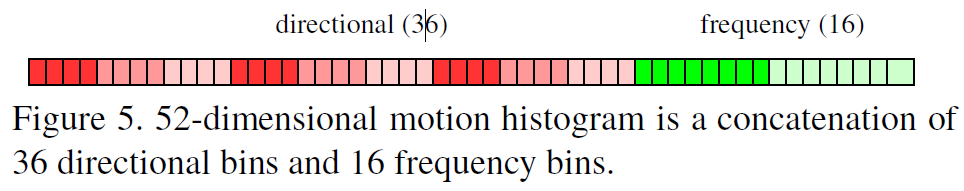 directional (36)
frequency (16)
Figure 5. 52-dimensional motion histogram is a concatenation of
36 directional bins and 16 frequency bins.